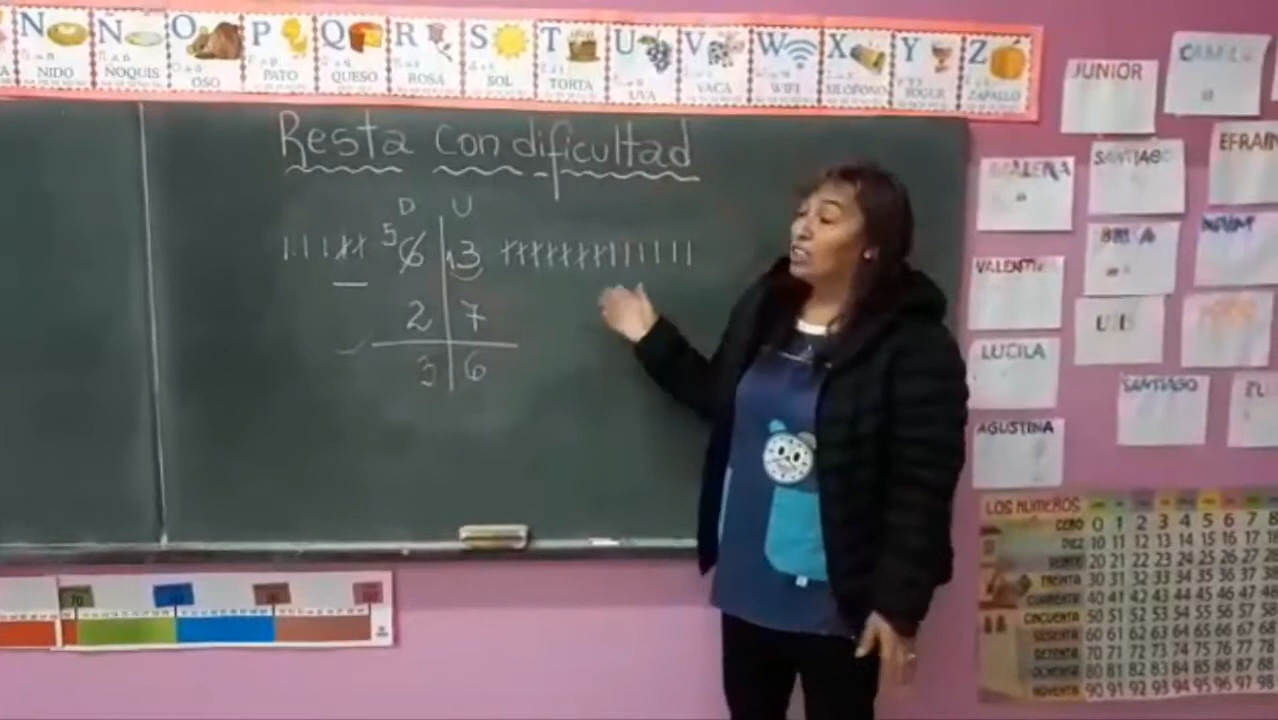 N Ñ O P Q R S T U V W X Y Z
NIDO ÑOQUIS OSO PATO QUESO ROSA SOL TORTA UVA VACA WIFI XILOFONO YOGUR ZAPALLO
Resta con dificultad
D U
5 6 13
2 7
3 6
JUNIOR
SANTIAGO
EFRAIN
VALENTINA
LUIS
LUCILA
SANTIAGO
AGUSTINA
70
LOS NÚMEROS
CERO 0 1 2 3 4 5 6 7 8
DIEZ 10 11 12 13 14 15 16 17 18
VEINTE 20 21 22 23 24 25 26 27 28
TREINTA 30 31 32 33 34 35 36 37 38
CUARENTA 40 41 42 43 44 45 46 47 48
CINCUENTA 50 51 52 53 54 55 56 57 58
SESENTA 60 61 62 63 64 65 66 67 68
SETENTA 70 71 72 73 74 75 76 77 78
OCHENTA 80 81 82 83 84 85 86 87 88
NOVENTA 90 91 92 93 94 95 96 97 98